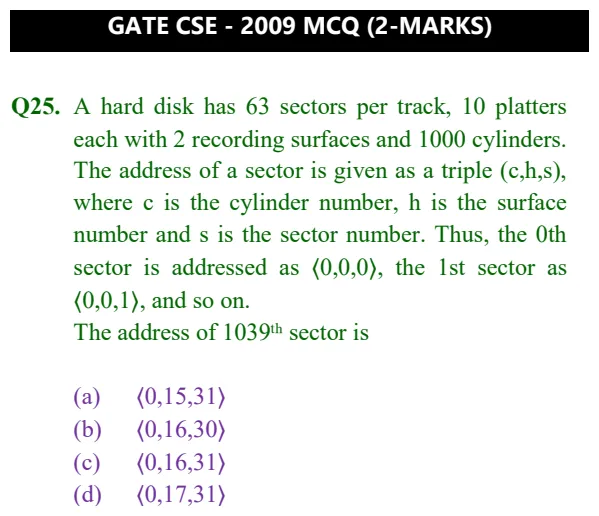 GATE CSE - 2009 MCQ (2-MARKS)
Q25. A hard disk has 63 sectors per track, 10 platters
each with 2 recording surfaces and 1000 cylinders.
The address of a sector is given as a triple (c,h,s),
where c is the cylinder number, h is the surface
number and s is the sector number. Thus, the 0th
sector is addressed as ⟨0,0,0⟩, the 1st sector as
⟨0,0,1⟩, and so on.
The address of 1039ᵗʰ sector is
(a) ⟨0,15,31⟩
(b) ⟨0,16,30⟩
(c) ⟨0,16,31⟩
(d) ⟨0,17,31⟩